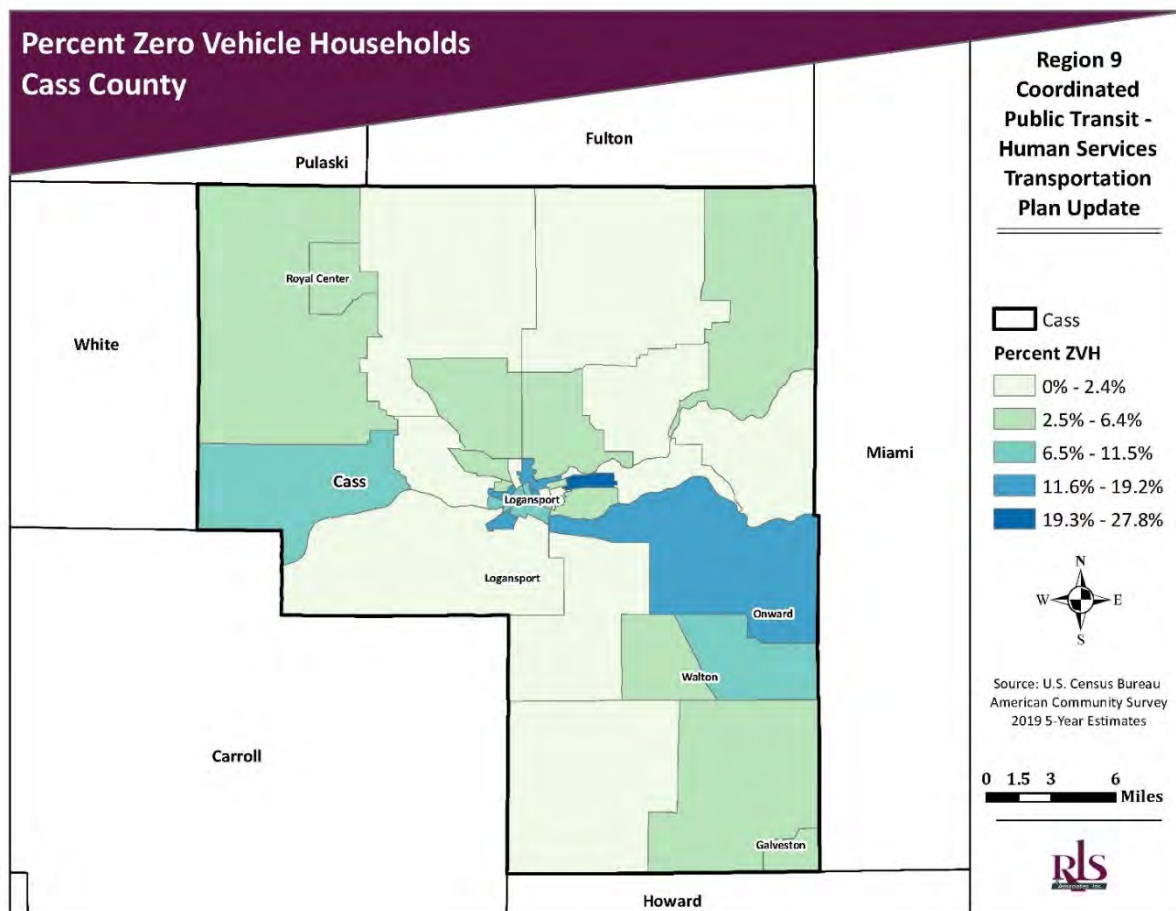 Percent Zero Vehicle Households
Cass County
Region 9
Coordinated
Public Transit -
Human Services
Transportation
Plan Update
Fulton
Pulaski
Royal Center
White
Cass
Logansport
Miami
Logansport
Onward
Walton
Carroll
Galveston
Howard
Cass
Percent ZVH
0% - 2.4%
2.5% - 6.4%
6.5% - 11.5%
11.6% - 19.2%
19.3% - 27.8%
N
W
E
S
Source: U.S. Census Bureau
American Community Survey
2019 5-Year Estimates
0 1.5 3 6
Miles
RLS
Associates, Inc.